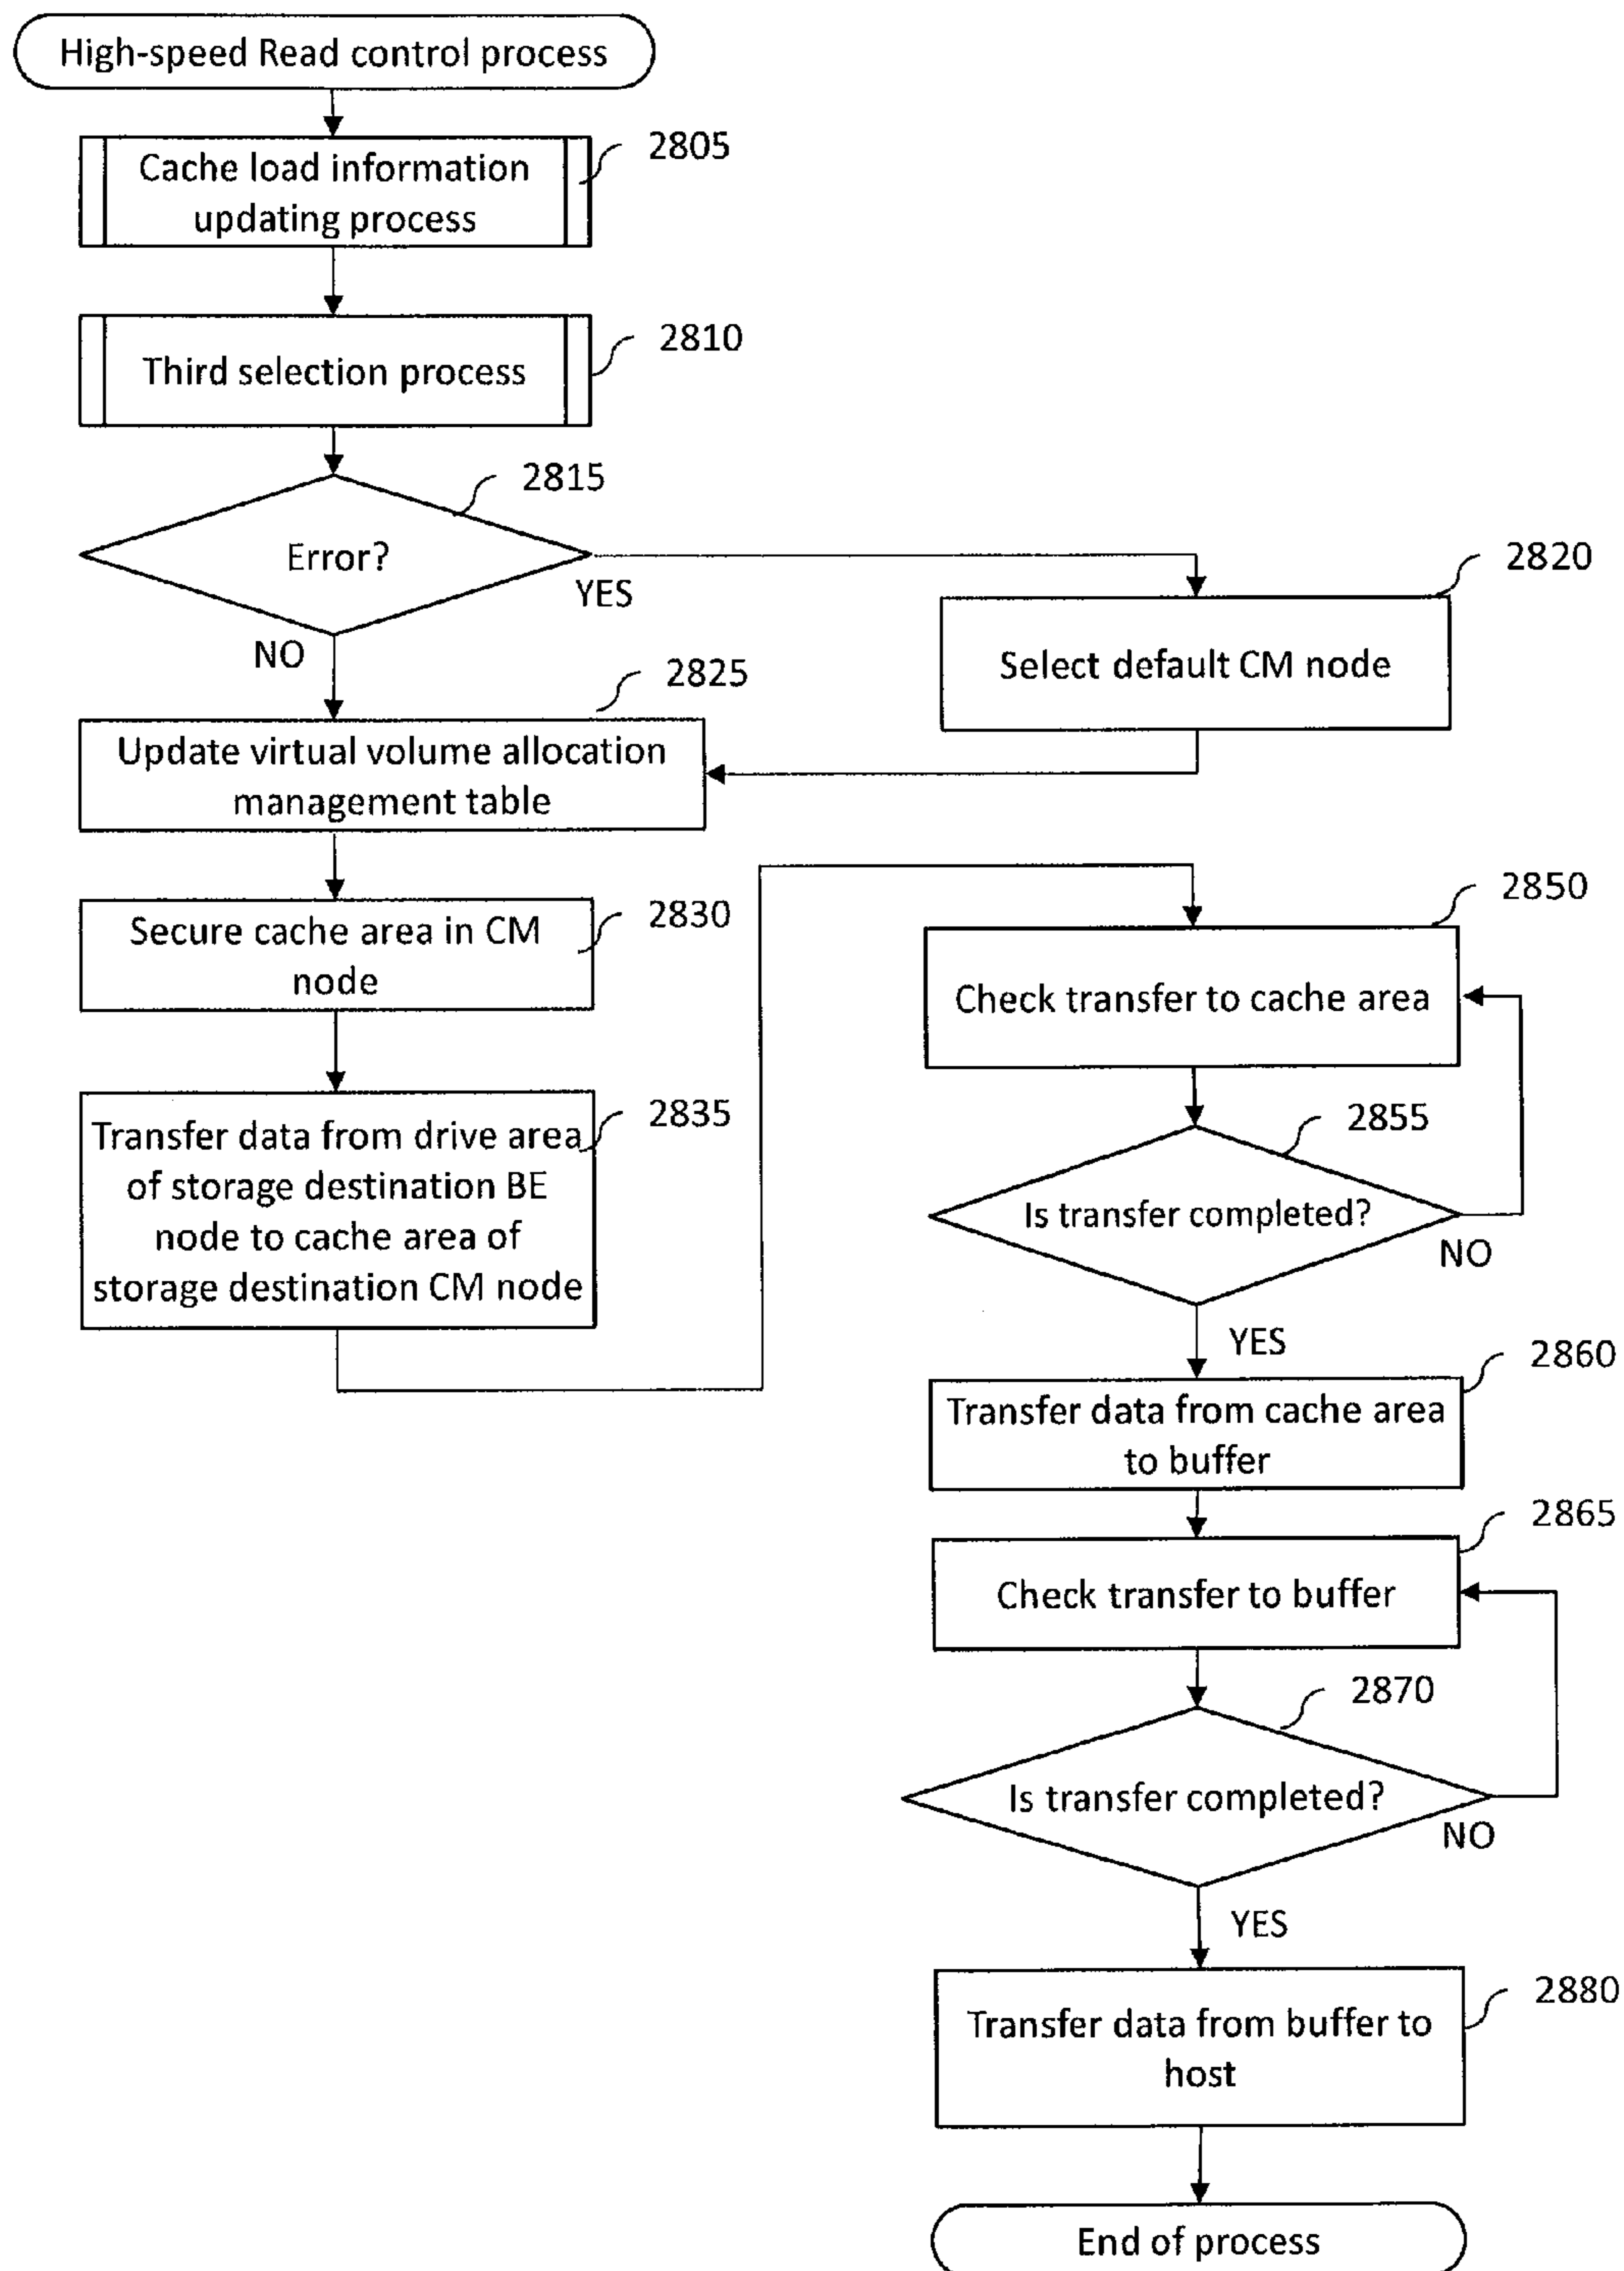 High-speed Read control process
2805
Cache load information
updating process
2810
Third selection process
2815
Error?
YES
NO
2820
Select default CM node
2825
Update virtual volume allocation
management table
2830
Secure cache area in CM
node
2835
Transfer data from drive area
of storage destination BE
node to cache area of
storage destination CM node
2850
Check transfer to cache area
2855
Is transfer completed?
NO
YES
2860
Transfer data from cache area
to buffer
2865
Check transfer to buffer
2870
Is transfer completed?
NO
YES
2880
Transfer data from buffer to
host
End of process